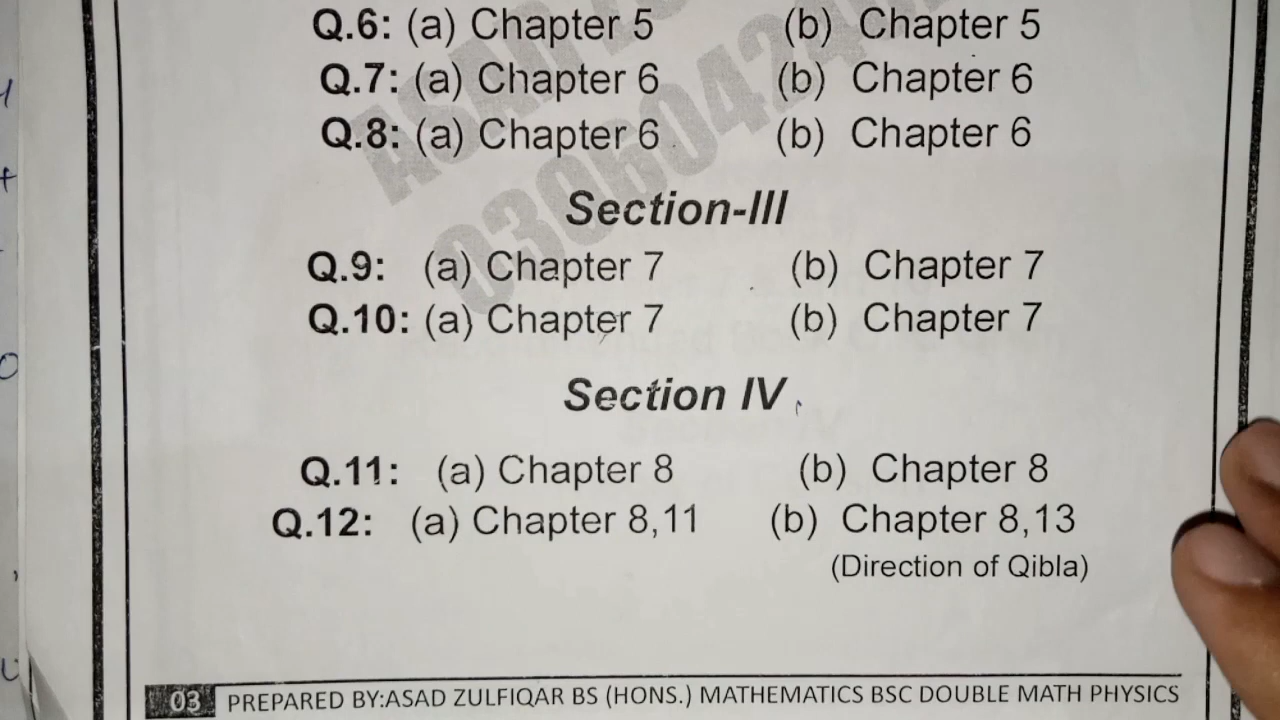 Q.6: (a) Chapter 5 (b) Chapter 5
Q.7: (a) Chapter 6 (b) Chapter 6
Q.8: (a) Chapter 6 (b) Chapter 6
Section-III
Q.9: (a) Chapter 7 (b) Chapter 7
Q.10: (a) Chapter 7 (b) Chapter 7
Section IV
Q.11: (a) Chapter 8 (b) Chapter 8
Q.12: (a) Chapter 8,11 (b) Chapter 8,13
(Direction of Qibla)
03 PREPARED BY:ASAD ZULFIQAR BS (HONS.) MATHEMATICS BSC DOUBLE MATH PHYSICS